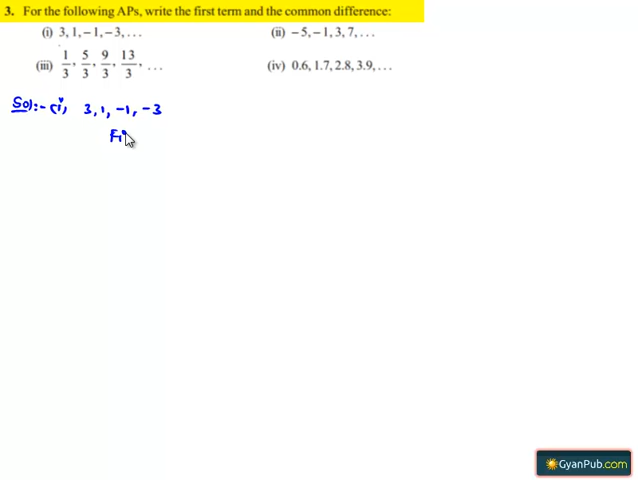 3. For the following APs, write the first term and the common difference:
(i) 3, 1, – 1, – 3, . . . (ii) – 5, – 1, 3, 7, . . .
(iii) 1/3, 5/3, 9/3, 13/3, . . . (iv) 0.6, 1.7, 2.8, 3.9, . . .
Sol:- (i) 3, 1, -1, -3
Fi
GyanPub.com